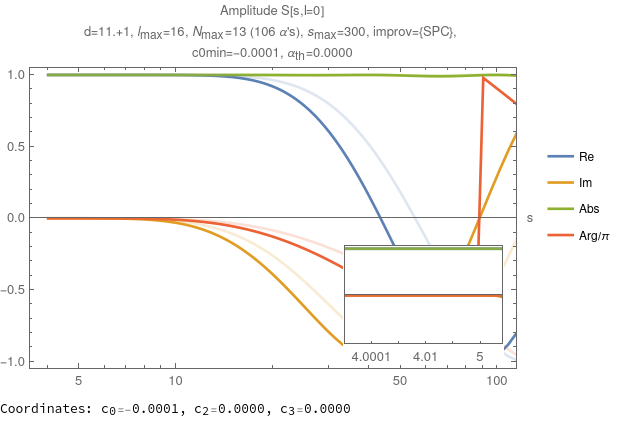 Amplitude S[s,l=0]
d=11.+1, lmax=16, Nmax=13 (106 α's), smax=300, improv={SPC},
c0min=-0.0001, αth=0.0000
1.0
0.5
0.0
-0.5
-1.0
s
Re
Im
Abs
Arg/π
4.0001 4.01 5
5 10 50 100
Coordinates: c0=-0.0001, c2=0.0000, c3=0.0000